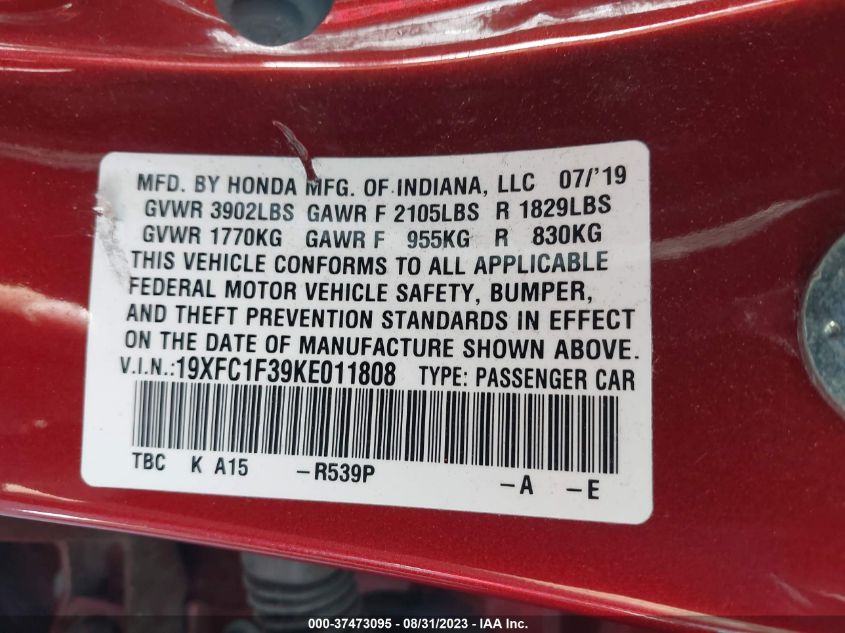 MFD. BY HONDA MFG. OF INDIANA, LLC 07/'19
GVWR 3902LBS GAWR F 2105LBS R 1829LBS
GVWR 1770KG GAWR F 955KG R 830KG
THIS VEHICLE CONFORMS TO ALL APPLICABLE
FEDERAL MOTOR VEHICLE SAFETY, BUMPER,
AND THEFT PREVENTION STANDARDS IN EFFECT
ON THE DATE OF MANUFACTURE SHOWN ABOVE.
V.I.N.:19XFC1F39KE011808 TYPE: PASSENGER CAR
TBC K A15 –R539P –A –E
000-37473095 - 08/31/2023 - IAA Inc.